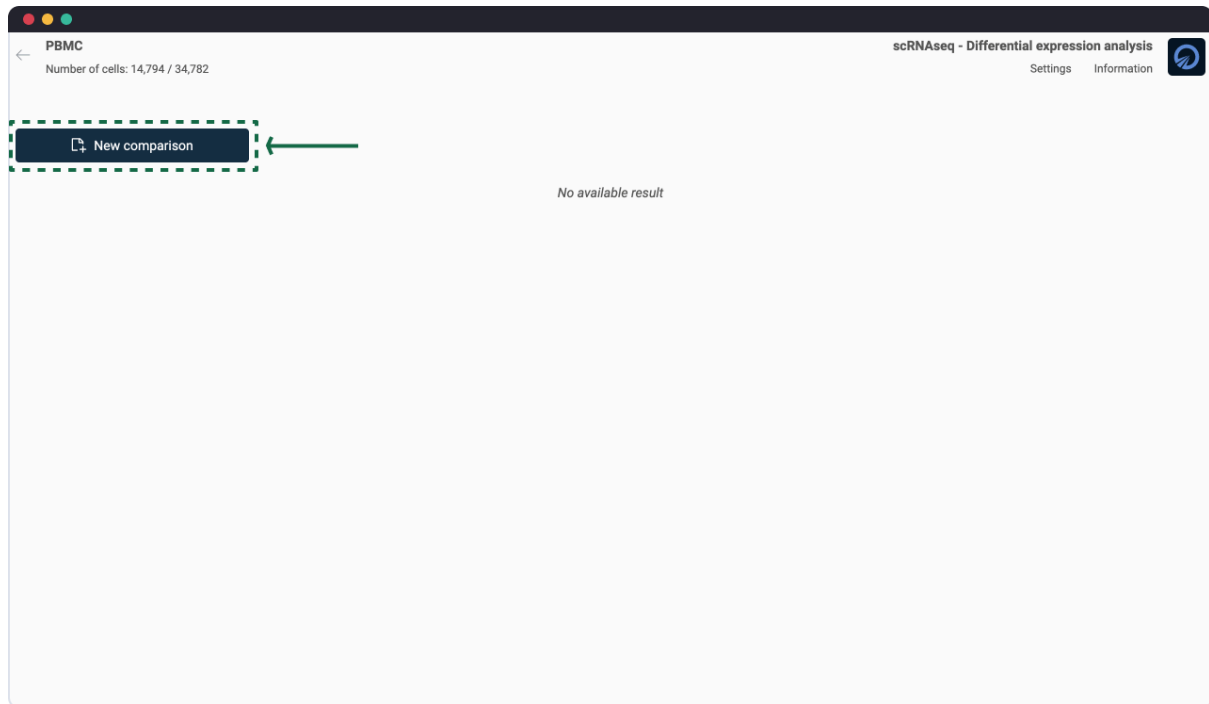 PBMC
Number of cells: 14,794 / 34,782
scRNAseq - Differential expression analysis
Settings Information
New comparison
No available result